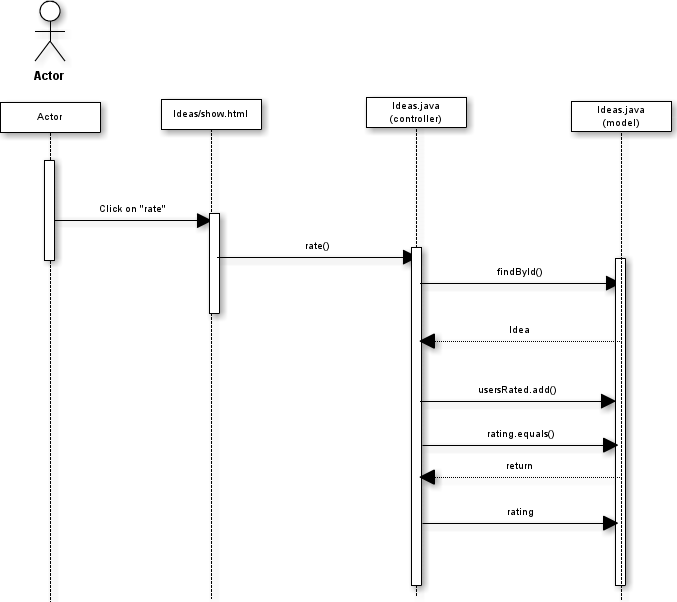 Actor
Actor
Ideas/show.html
Ideas.java
(controller)
Ideas.java
(model)
Click on "rate"
rate()
findById()
Idea
usersRated.add()
rating.equals()
return
rating